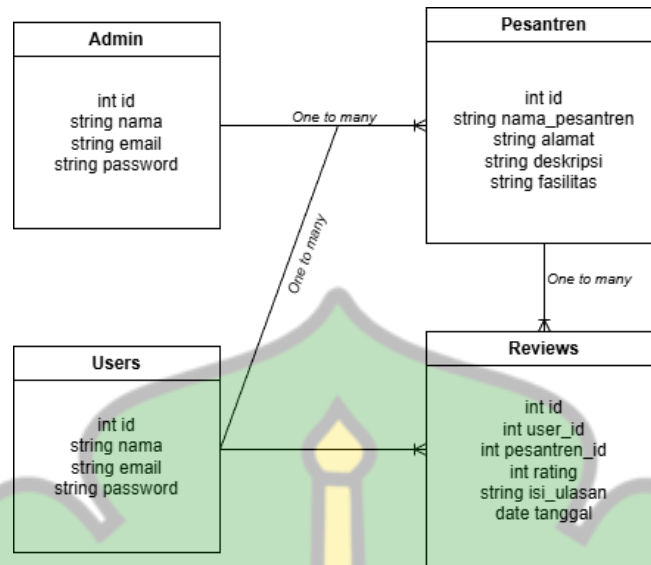 Admin
int id
string nama
string email
string password
One to many
Pesantren
int id
string nama_pesantren
string alamat
string deskripsi
string fasilitas
One to many
One to many
Users
int id
string nama
string email
string password
Reviews
int id
int user_id
int pesantren_id
int rating
string isi_ulasan
date tanggal